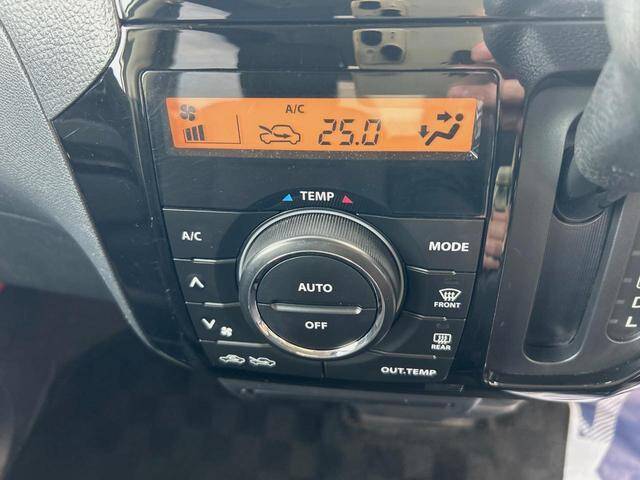 A/C
25.0
TEMP
A/C
MODE
AUTO
OFF
FRONT
REAR
OUT.TEMP
D
L